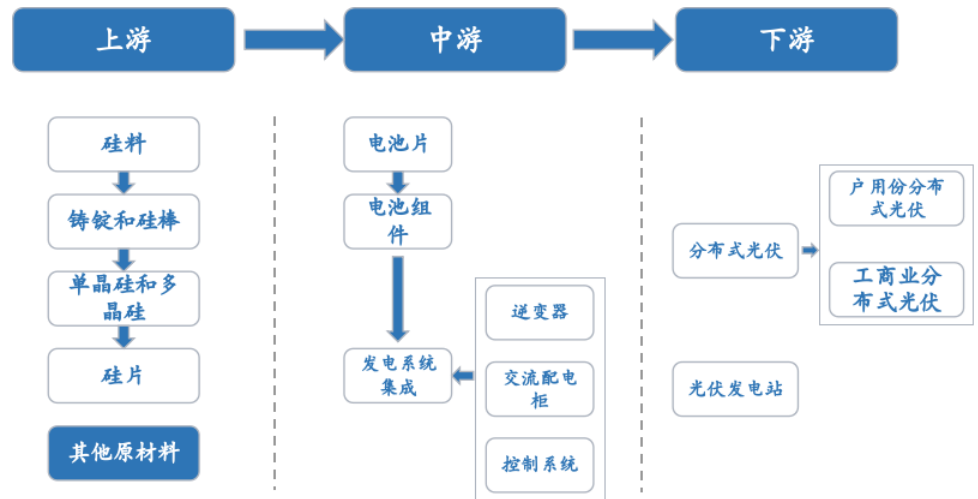 上游
中游
下游
硅料
铸锭和硅棒
单晶硅和多
晶硅
硅片
其他原材料
电池片
电池组
件
发电系统
集成
逆变器
交流配电
柜
控制系统
分布式光伏
户用份分布
式光伏
工商业分
布式光伏
光伏发电站